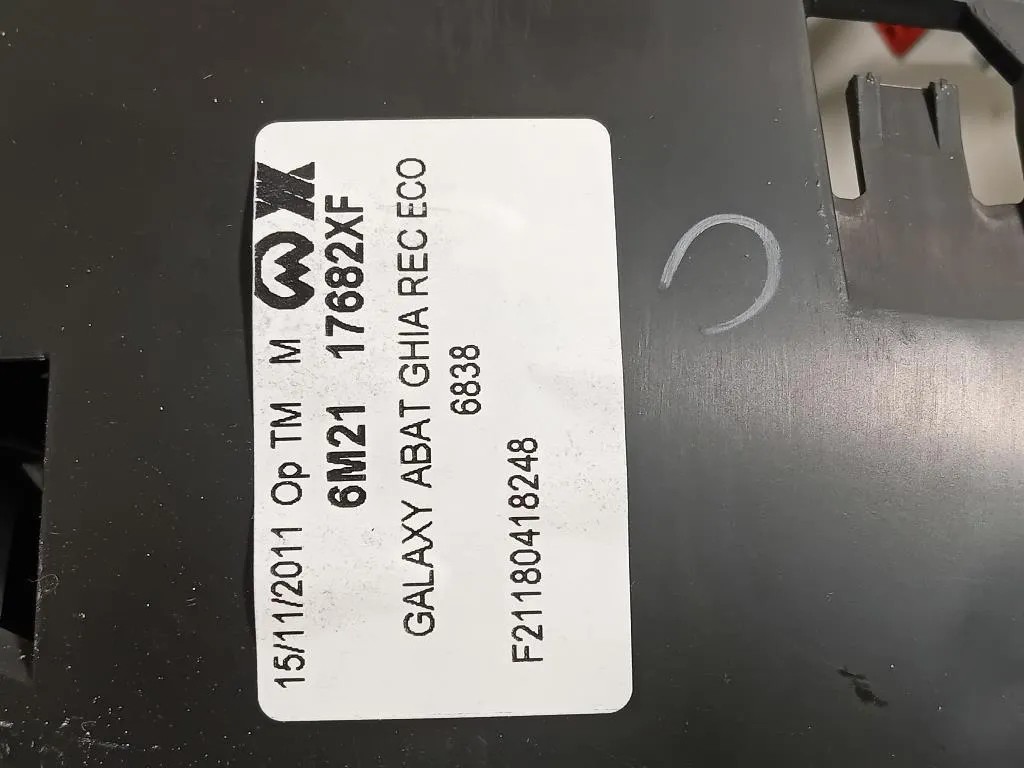 15/11/2011 Op TM M
6M21 17682XF
GALAXY ABAT GHIA REC ECO
6838
F21180418248